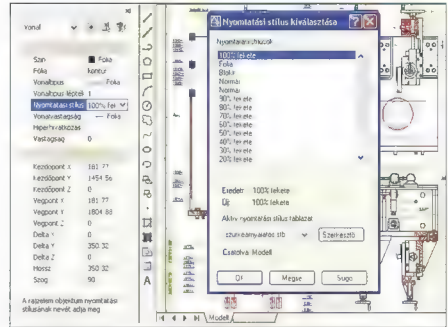 Vonal
Szín Fólia
Fólia kontur
Vonaltípus Fólia
Vonaltípus lépték 1
Nyomtatási stílus 100% fek
Vonalvastagság Fólia
Hiperhivatkozás
Vastagság 0
Kezdőpont X 181.77
Kezdőpont Y 1454.56
Kezdőpont Z 0
Végpont X 181.77
Végpont Y 1804.88
Végpont Z 0
Delta X 0
Delta Y 350.32
Delta Z 0
Hossz 350.32
Szög 90
A rajzelem objektum nyomtatási
stílusának nevét adja meg
Nyomtatási stílus kiválasztása
Nyomtatási stílusok
100% fekete
Fólia
Blokk
Normál
Normál
90% fekete
80% fekete
70% fekete
60% fekete
50% fekete
40% fekete
30% fekete
20% fekete
Eredeti: 100% fekete
Új: 100% fekete
Aktív nyomtatási stílus táblázat
szürkeárnyalatos.stb
Szerkesztő
Csatolva: Modell
OK
Mégse
Súgó
Modell